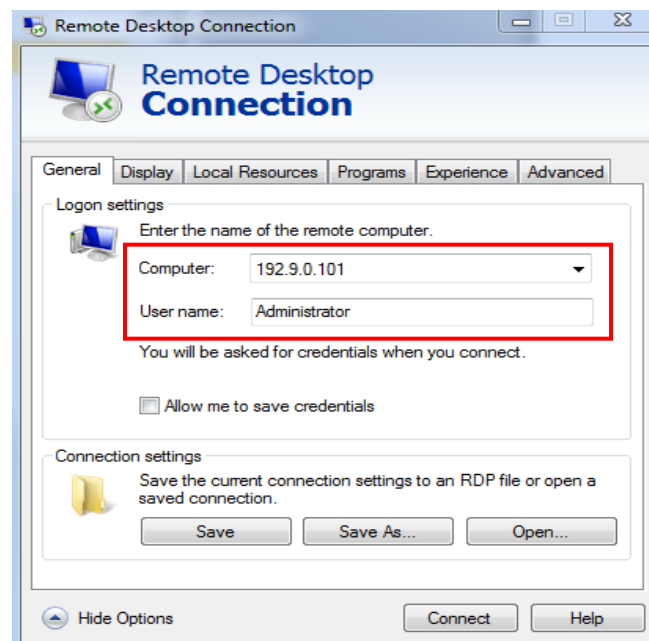 Remote Desktop Connection
Remote Desktop
Connection
General Display Local Resources Programs Experience Advanced
Logon settings
Enter the name of the remote computer.
Computer: 192.9.0.101
User name: Administrator
You will be asked for credentials when you connect.
Allow me to save credentials
Connection settings
Save the current connection settings to an RDP file or open a
saved connection.
Save Save As... Open...
Hide Options Connect Help